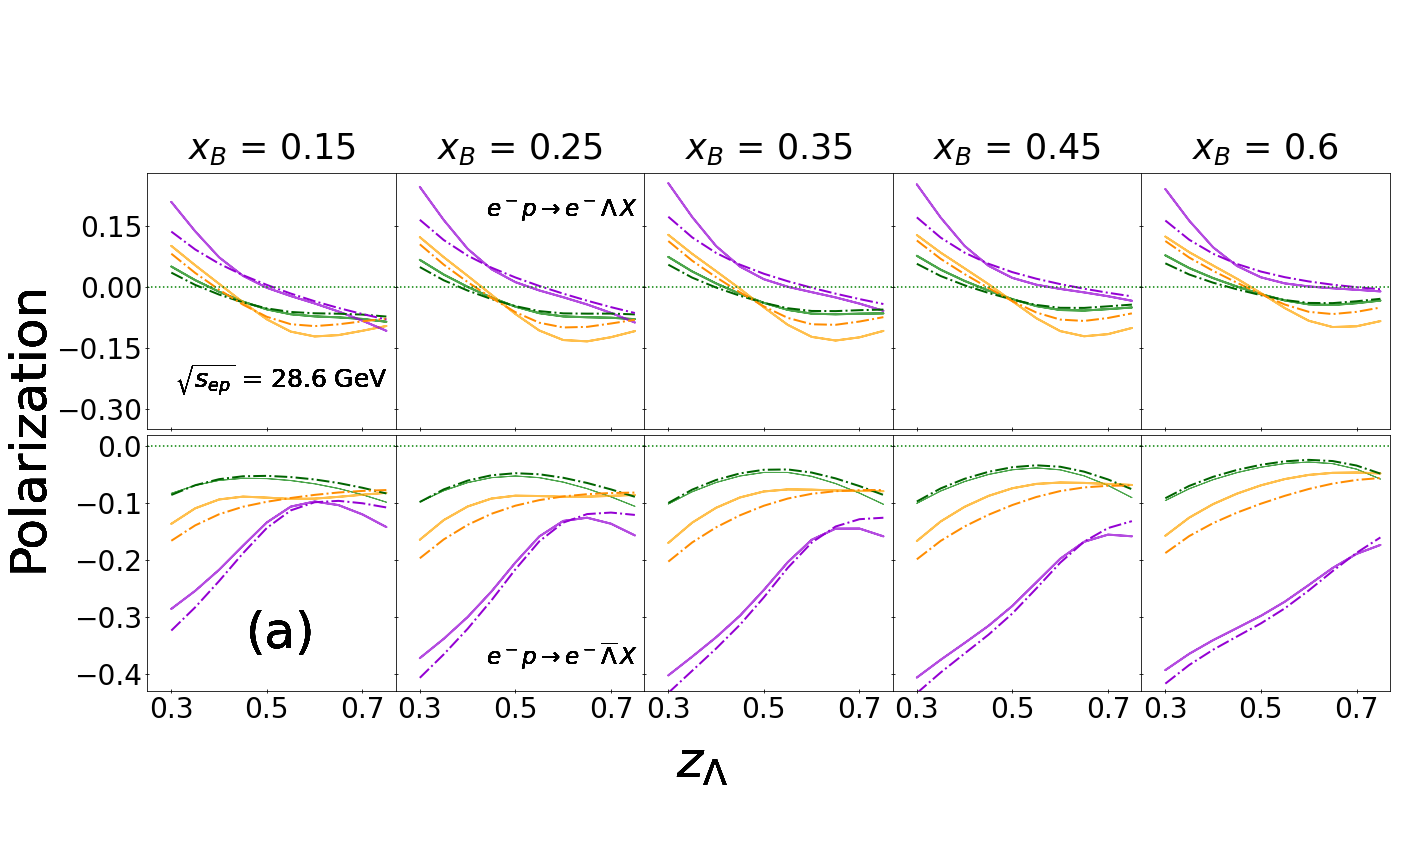 x_B = 0.15 x_B = 0.25 x_B = 0.35 x_B = 0.45 x_B = 0.6
Polarization
0.15
0.00
−0.15
−0.30
e⁻p→e⁻ΛX
√s_ep = 28.6 GeV
0.0
−0.1
−0.2
−0.3
−0.4
(a)
e⁻p→e⁻Λ̅X
0.3 0.5 0.7 0.3 0.5 0.7 0.3 0.5 0.7 0.3 0.5 0.7 0.3 0.5 0.7
z_Λ